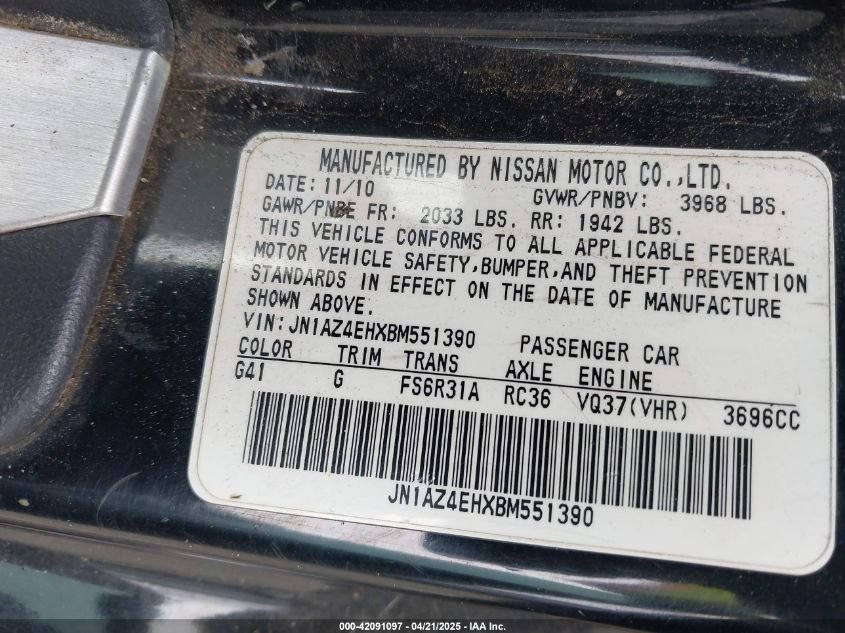 MANUFACTURED BY NISSAN MOTOR CO.,LTD.
DATE: 11/10 GVWR/PNBV: 3968 LBS.
GAWR/PNBE FR: 2033 LBS. RR: 1942 LBS.
THIS VEHICLE CONFORMS TO ALL APPLICABLE FEDERAL
MOTOR VEHICLE SAFETY,BUMPER,AND THEFT PREVENTION
STANDARDS IN EFFECT ON THE DATE OF MANUFACTURE
SHOWN ABOVE.
VIN:JN1AZ4EHXBM551390 PASSENGER CAR
COLOR TRIM TRANS AXLE ENGINE
G41 G FS6R31A RC36 VQ37(VHR) 3696CC
JN1AZ4EHXBM551390
000-42091097 - 04/21/2025 - IAA Inc.